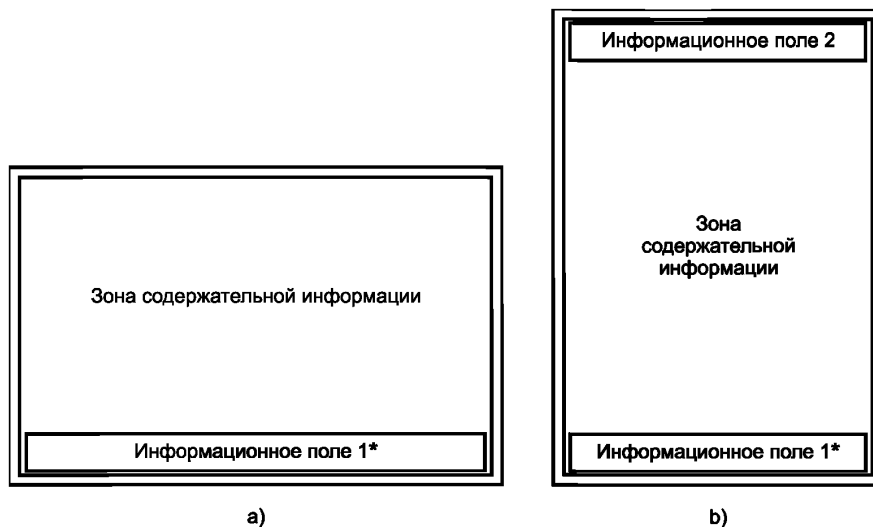 Зона содержательной информации
Информационное поле 1*
a)
Информационное поле 2
Зона
содержательной
информации
Информационное поле 1*
b)